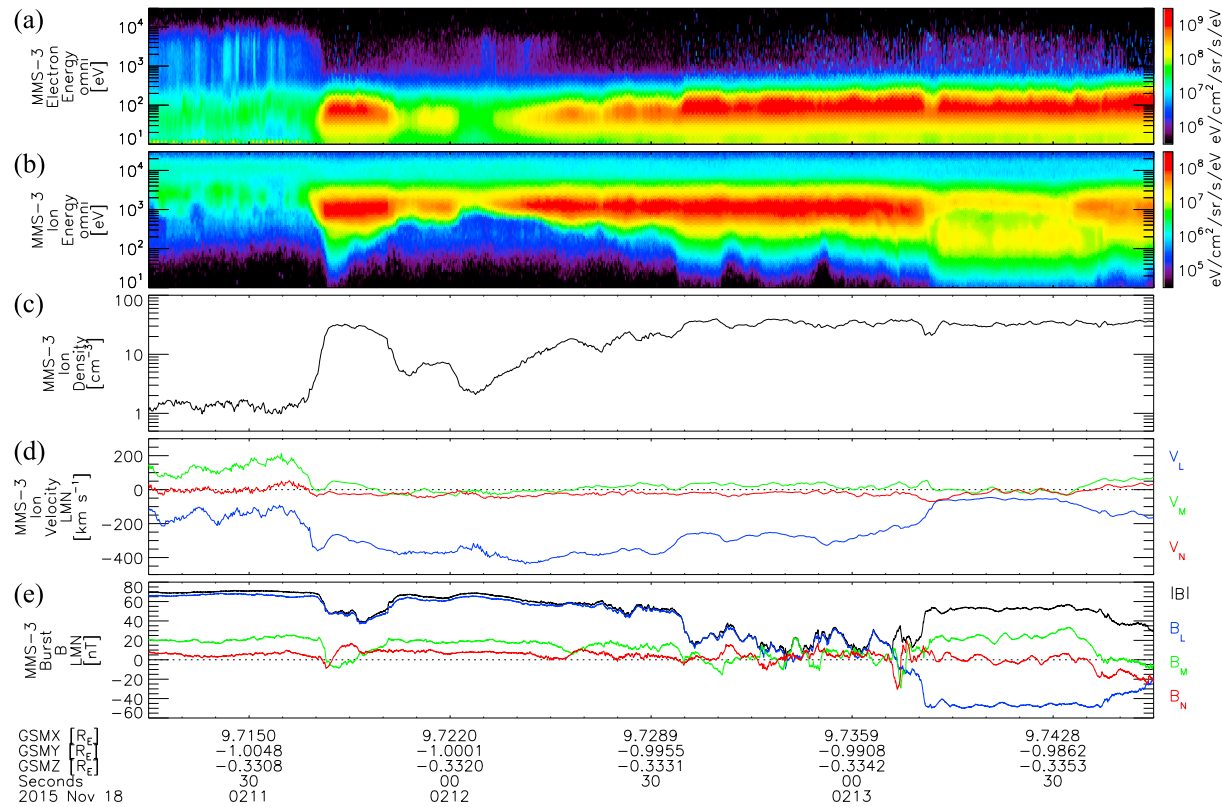 (a)
MMS-3
Electron
Energy
omni
[eV]
10⁴
10³
10²
10¹
10⁹
10⁸
10⁷
10⁶
eV/cm²/sr/s/eV
(b)
MMS-3
Ion
Energy
omni
[eV]
10⁴
10³
10²
10¹
10⁸
10⁷
10⁶
10⁵
eV/cm²/sr/s/eV
(c)
MMS-3
Ion
Density
[cm⁻³]
100
10
1
(d)
MMS-3
Ion
Velocity
LMN
[km s⁻¹]
200
0
-200
-400
V_L
V_M
V_N
(e)
MMS-3
Burst
B
LMN
[nT]
80
60
40
20
0
-20
-40
-60
|B|
B_L
B_M
B_N
GSMX [R_E] 9.7150 9.7220 9.7289 9.7359 9.7428
GSMY [R_E] -1.0048 -1.0001 -0.9955 -0.9908 -0.9862
GSMZ [R_E] -0.3308 -0.3320 -0.3331 -0.3342 -0.3353
Seconds 30 00 30 00 30
2015 Nov 18 0211 0212 0213